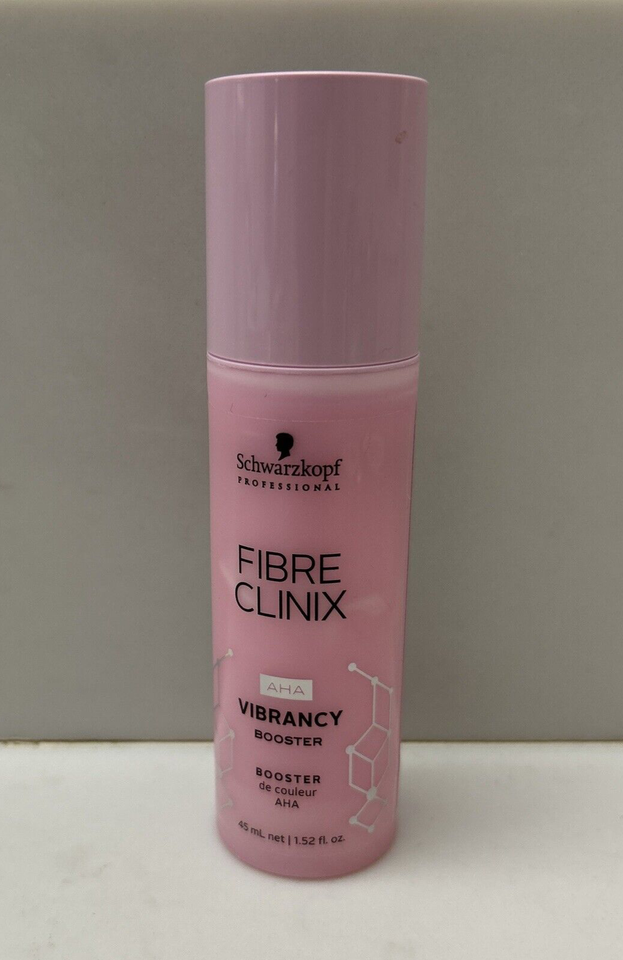 Schwarzkopf
PROFESSIONAL
FIBRE
CLINIX
AHA
VIBRANCY
BOOSTER
BOOSTER
de couleur
AHA
45 mL net | 1.52 fl. oz.